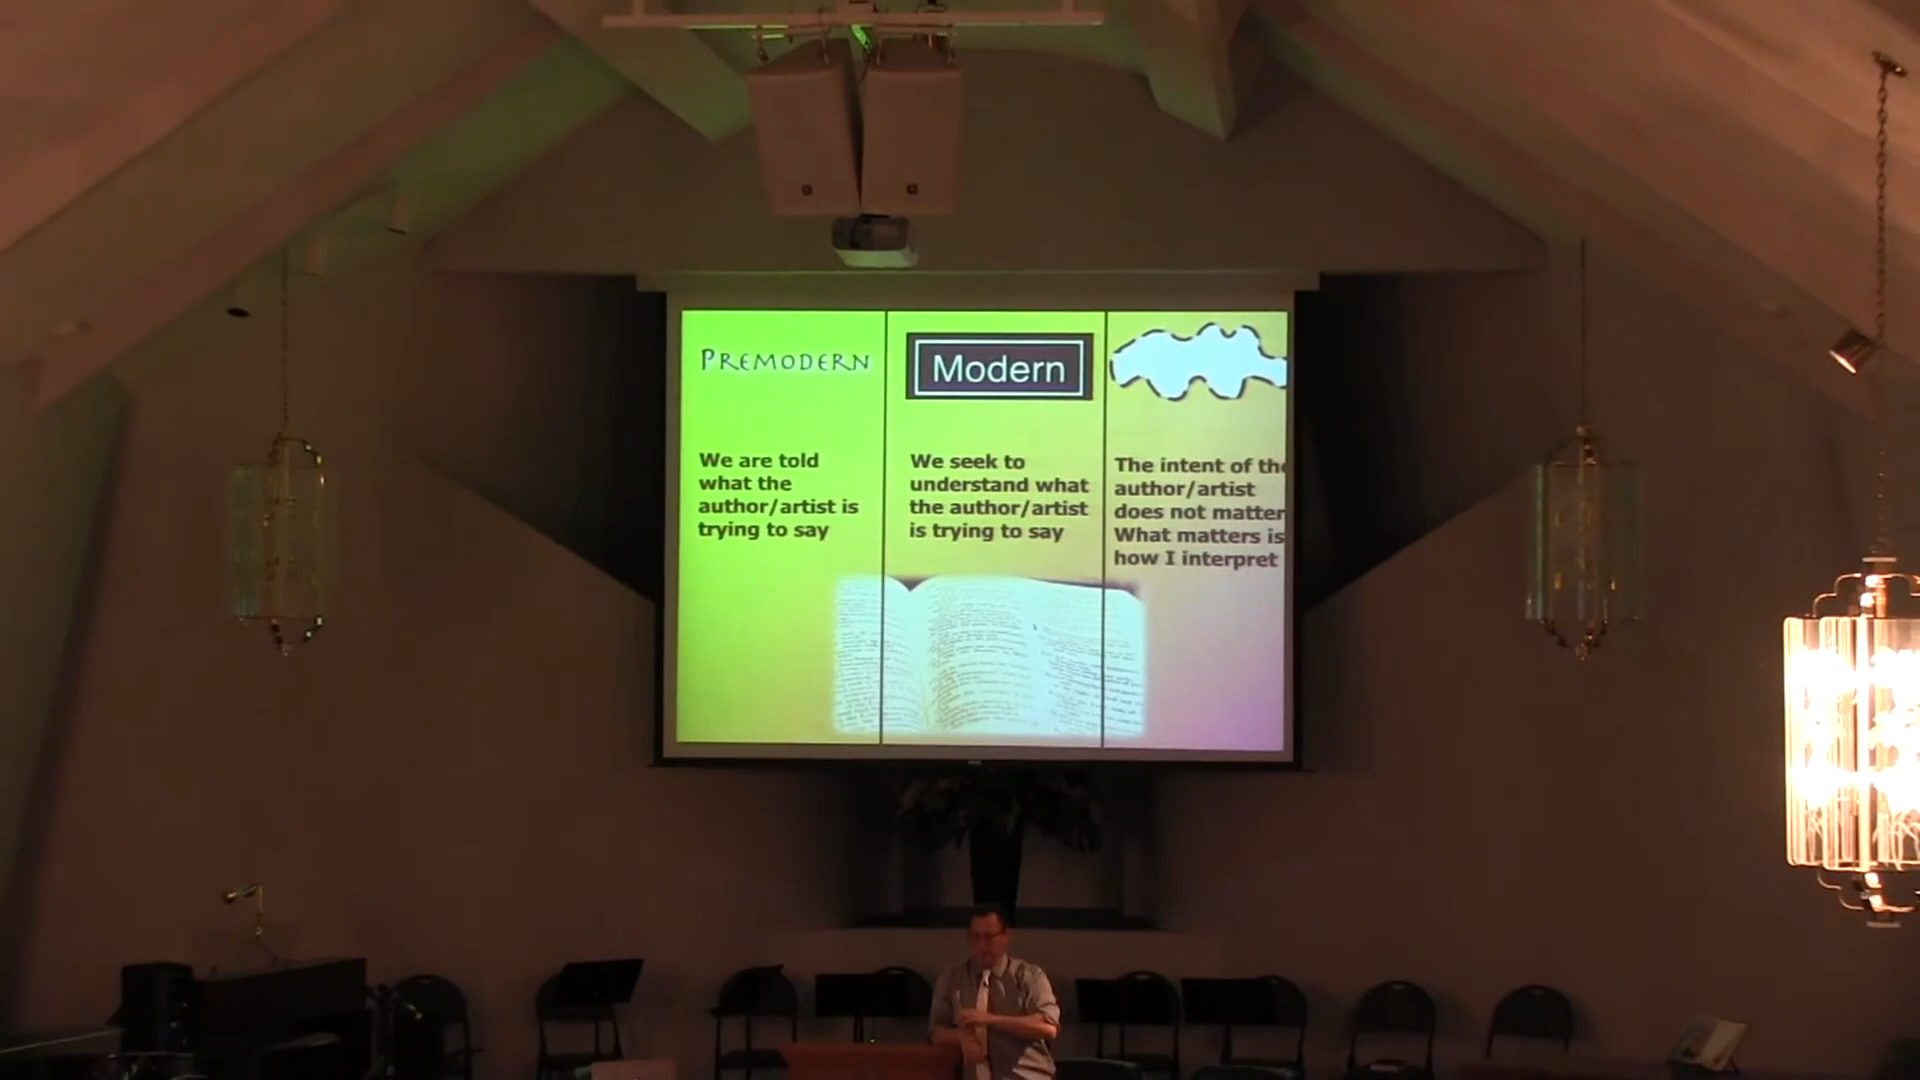 PREMODERN
We are told
what the
author/artist is
trying to say
Modern
We seek to
understand what
the author/artist
is trying to say
The intent of the
author/artist
does not matter
What matters is
how I interpret